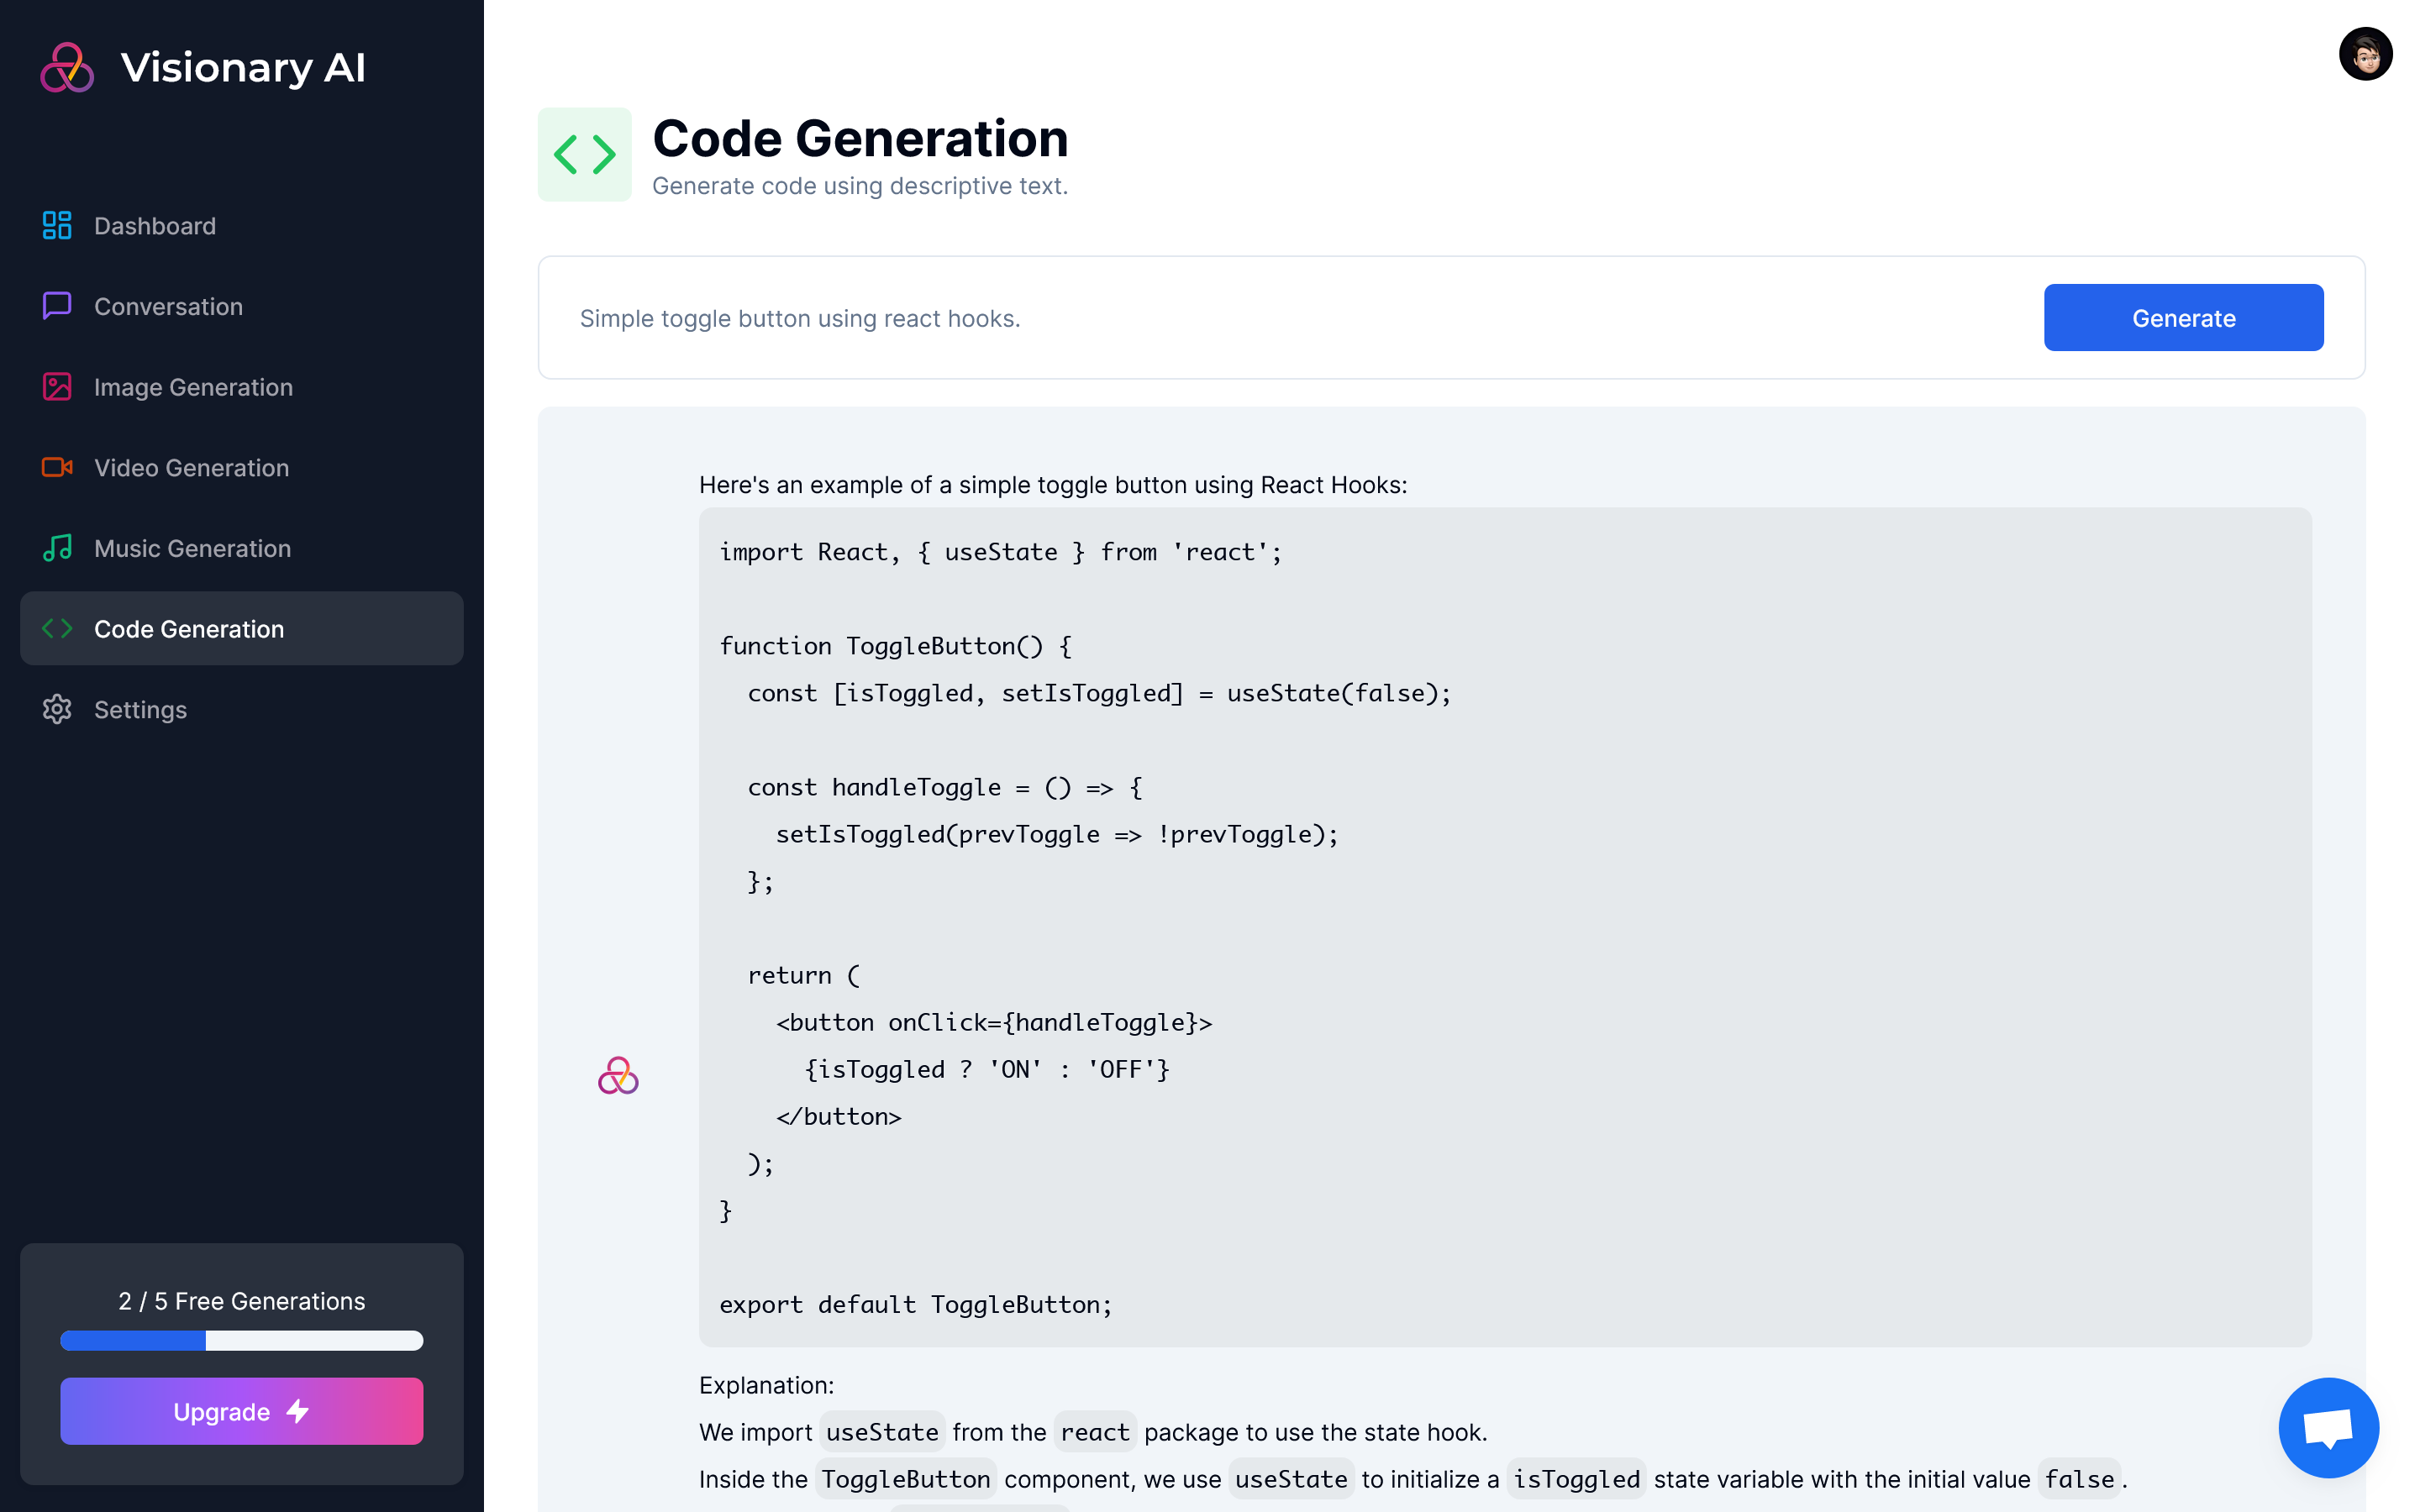 Visionary AI
Dashboard
Conversation
Image Generation
Video Generation
Music Generation
Code Generation
Settings
2 / 5 Free Generations
Upgrade
Code Generation
Generate code using descriptive text.
Simple toggle button using react hooks.
Generate
Here's an example of a simple toggle button using React Hooks:
import React, { useState } from 'react';
function ToggleButton() {
  const [isToggled, setIsToggled] = useState(false);
  const handleToggle = () => {
    setIsToggled(prevToggle => !prevToggle);
  };
  return (
    <button onClick={handleToggle}>
      {isToggled ? 'ON' : 'OFF'}
    </button>
  );
}
export default ToggleButton;
Explanation:
We import useState from the react package to use the state hook.
Inside the ToggleButton component, we use useState to initialize a isToggled state variable with the initial value false.